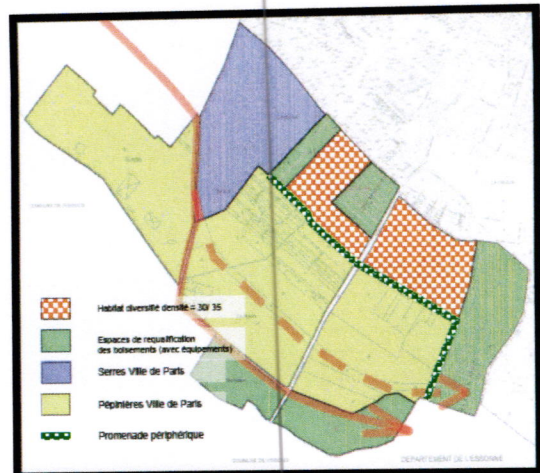 Habitat diversifié densité = 30/ 35
Espaces de requalification
des boisements (avec équipements)
Serres Ville de Paris
Pépinières Ville de Paris
Promenade périphérique
DEPARTEMENT DE L'ESSONNE